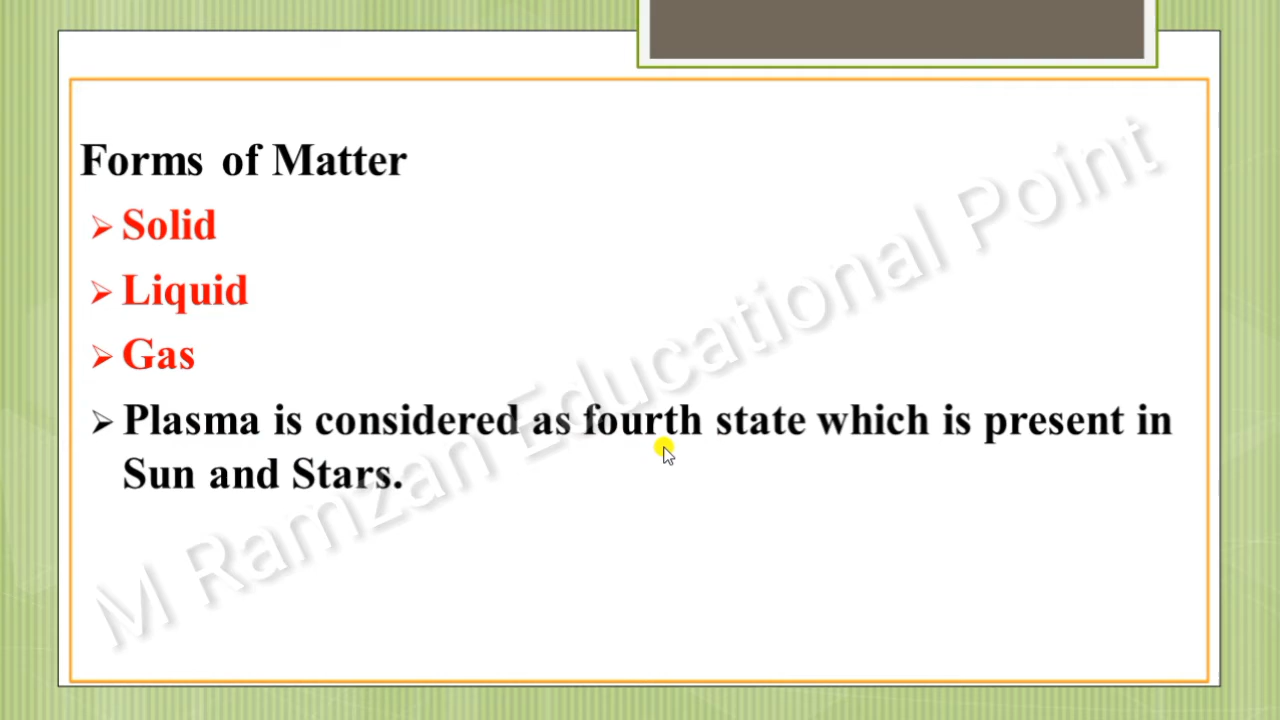 Forms of Matter
Solid
Liquid
Gas
Plasma is considered as fourth state which is present in
Sun and Stars.
M Ramzan Educational Point